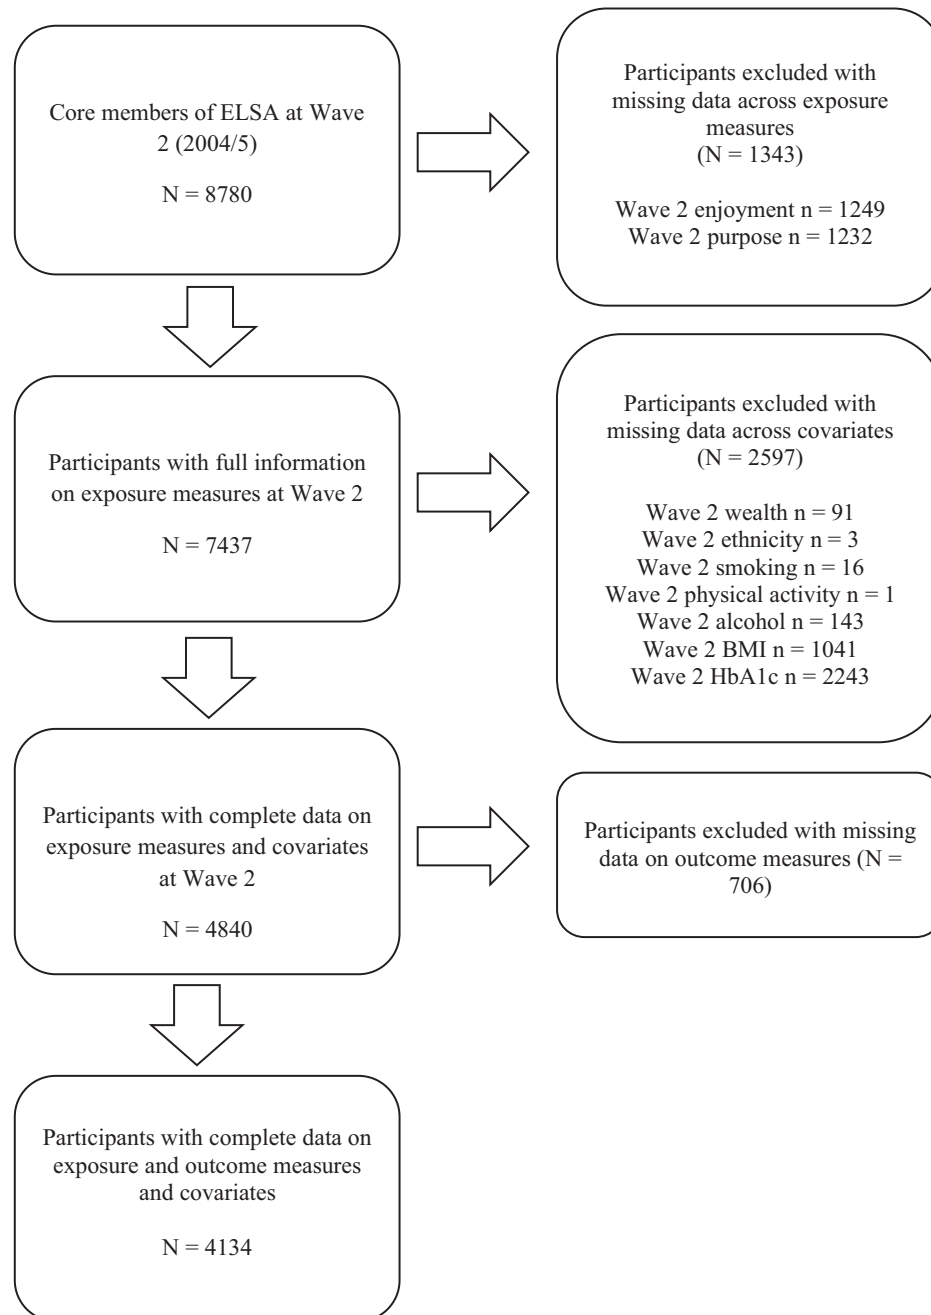 Core members of ELSA at Wave
2 (2004/5)
N = 8780
Participants excluded with
missing data across exposure
measures
(N = 1343)
Wave 2 enjoyment n = 1249
Wave 2 purpose n = 1232
Participants with full information
on exposure measures at Wave 2
N = 7437
Participants excluded with
missing data across covariates
(N = 2597)
Wave 2 wealth n = 91
Wave 2 ethnicity n = 3
Wave 2 smoking n = 16
Wave 2 physical activity n = 1
Wave 2 alcohol n = 143
Wave 2 BMI n = 1041
Wave 2 HbA1c n = 2243
Participants with complete data on
exposure measures and covariates
at Wave 2
N = 4840
Participants excluded with missing
data on outcome measures (N =
706)
Participants with complete data on
exposure and outcome measures
and covariates
N = 4134